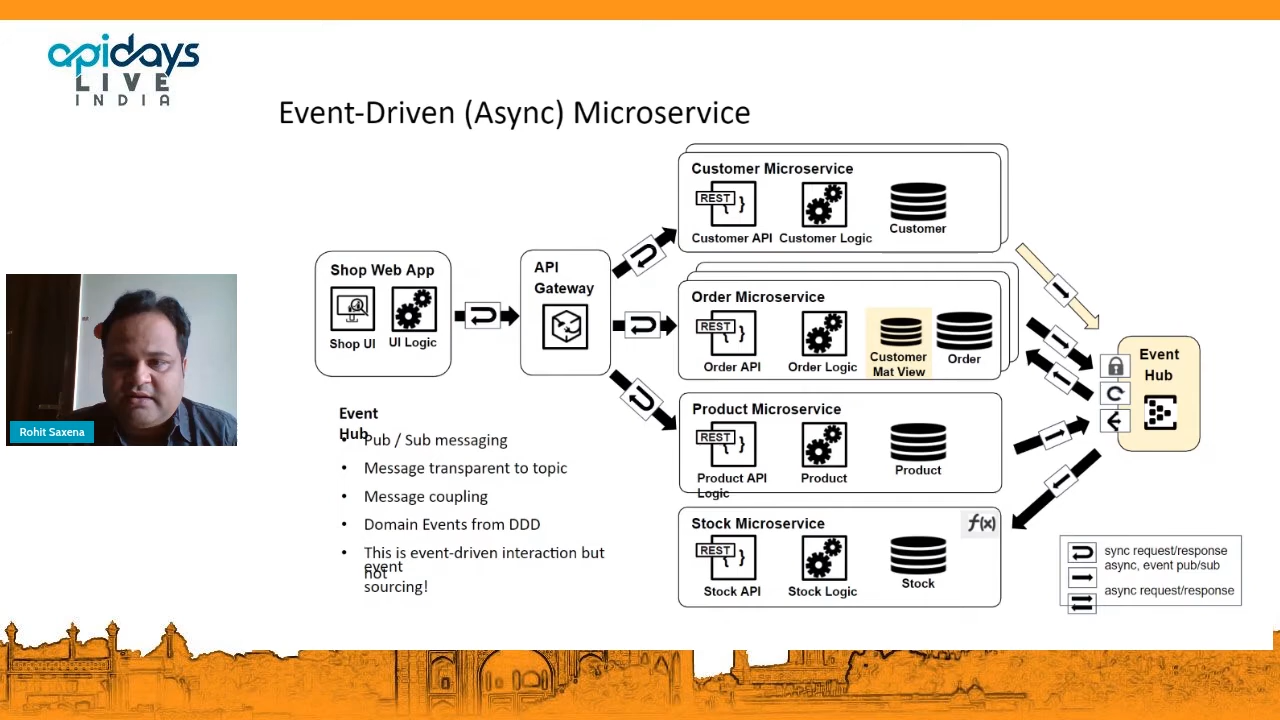 apidays
LIVE
INDIA
Event-Driven (Async) Microservice
Customer Microservice
REST
Customer API
Customer Logic
Customer
Shop Web App
Shop UI
UI Logic
API
Gateway
Order Microservice
REST
Order API
Order Logic
Customer
Mat View
Order
Event
Hub
Rohit Saxena
Event
Hub
• Pub / Sub messaging
• Message transparent to topic
• Message coupling
• Domain Events from DDD
• This is event-driven interaction but
event
not
sourcing!
Product Microservice
REST
Product API
Logic
Product
Product
Stock Microservice
f(x)
REST
Stock API
Stock Logic
Stock
sync request/response
async, event pub/sub
async request/response